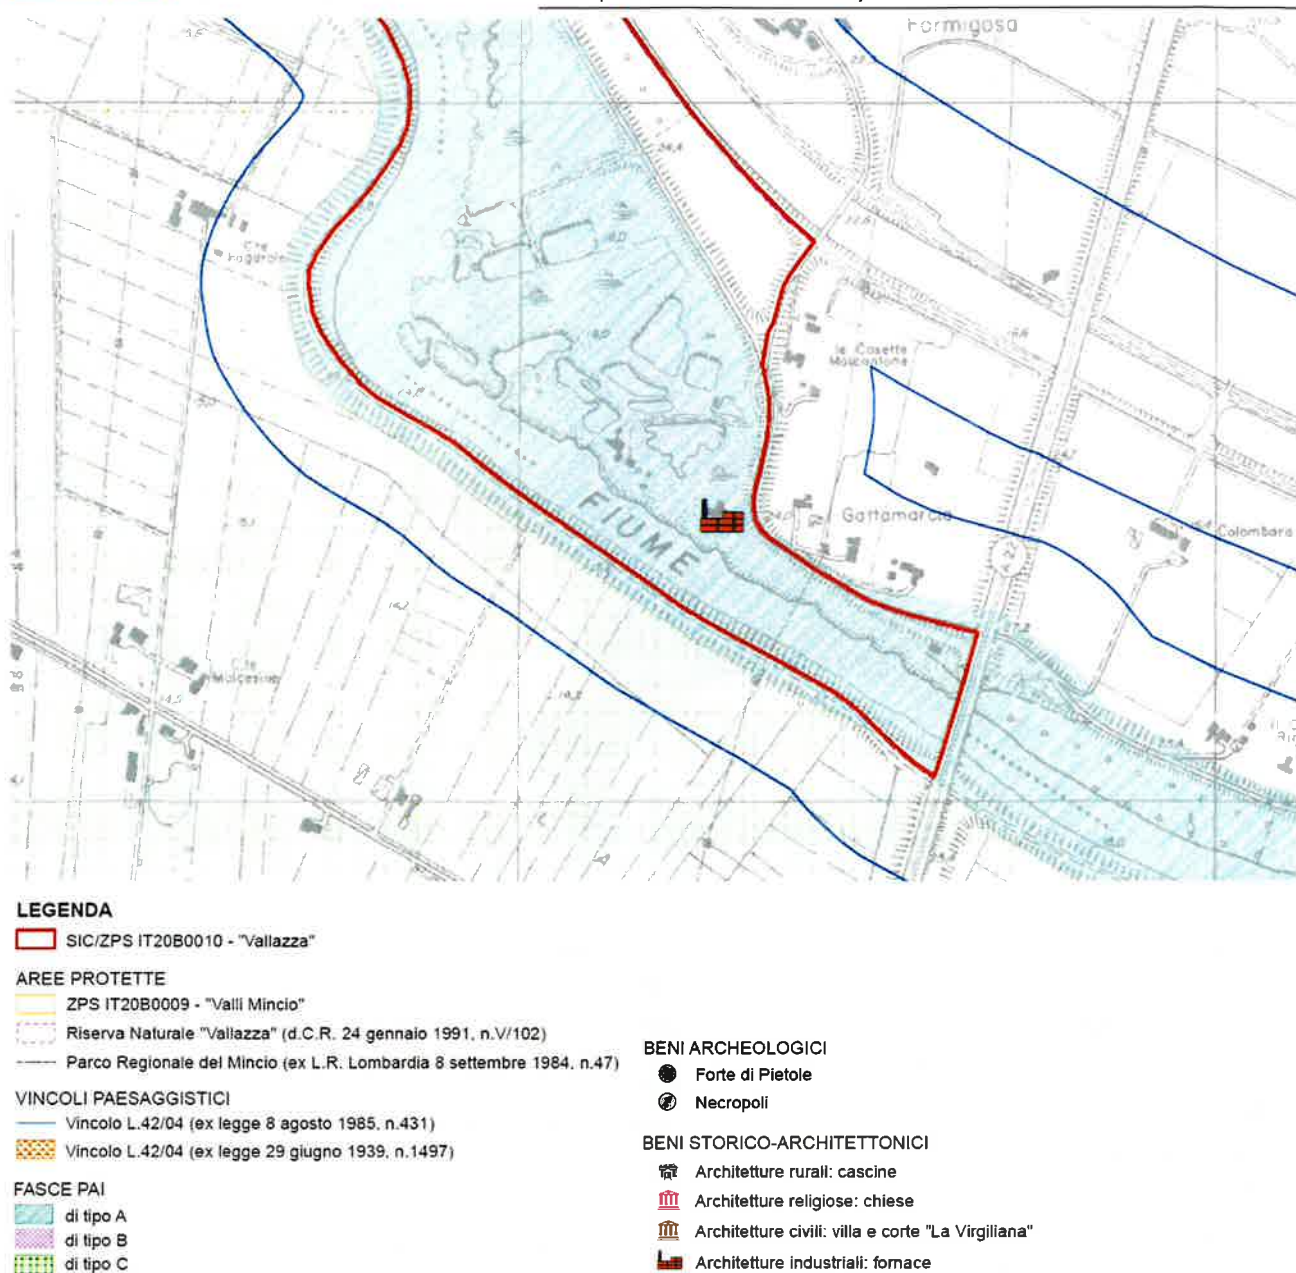 Formigosa
24,4
le Casette
Gattamarcia
Colombara
FIUME
C.te
LEGENDA
SIC/ZPS IT20B0010 - "Vallazza"
AREE PROTETTE
ZPS IT20B0009 - "Valli Mincio"
Riserva Naturale "Vallazza" (d.C.R. 24 gennaio 1991, n.V/102)
Parco Regionale del Mincio (ex L.R. Lombardia 8 settembre 1984, n.47)
VINCOLI PAESAGGISTICI
Vincolo L.42/04 (ex legge 8 agosto 1985, n.431)
Vincolo L.42/04 (ex legge 29 giugno 1939, n.1497)
FASCE PAI
di tipo A
di tipo B
di tipo C
BENI ARCHEOLOGICI
Forte di Pietole
Necropoli
BENI STORICO-ARCHITETTONICI
Architetture rurali: cascine
Architetture religiose: chiese
Architetture civili: villa e corte "La Virgiliana"
Architetture industriali: fornace